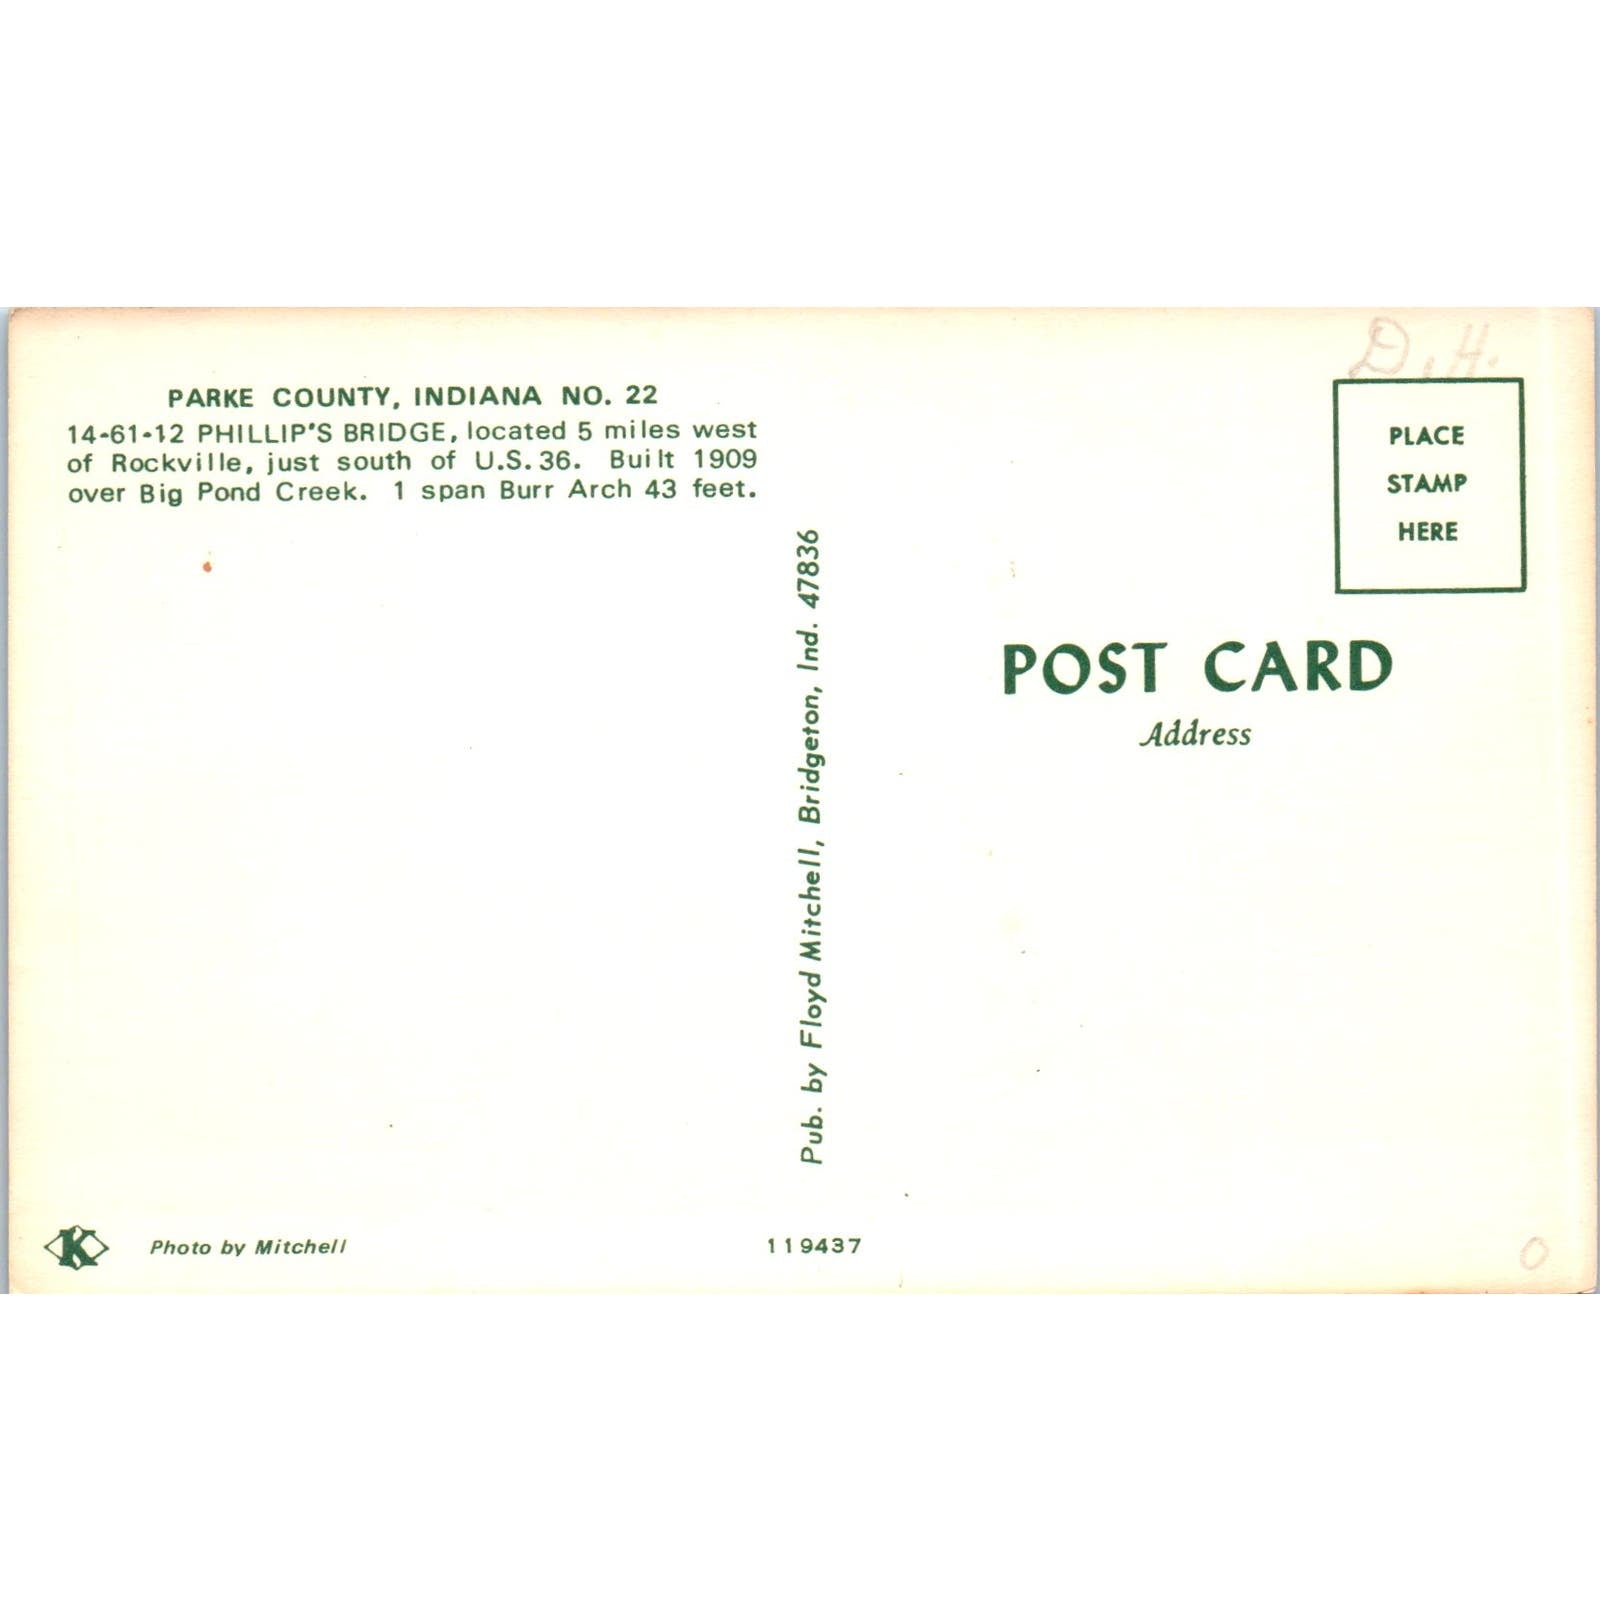 D.H.
PARKE COUNTY, INDIANA NO. 22
14-61-12 PHILLIP'S BRIDGE, located 5 miles west
of Rockville, just south of U.S. 36. Built 1909
over Big Pond Creek. 1 span Burr Arch 43 feet.
PLACE
STAMP
HERE
Pub. by Floyd Mitchell, Bridgeton, Ind. 47836
POST CARD
Address
K
Photo by Mitchell
119437
0